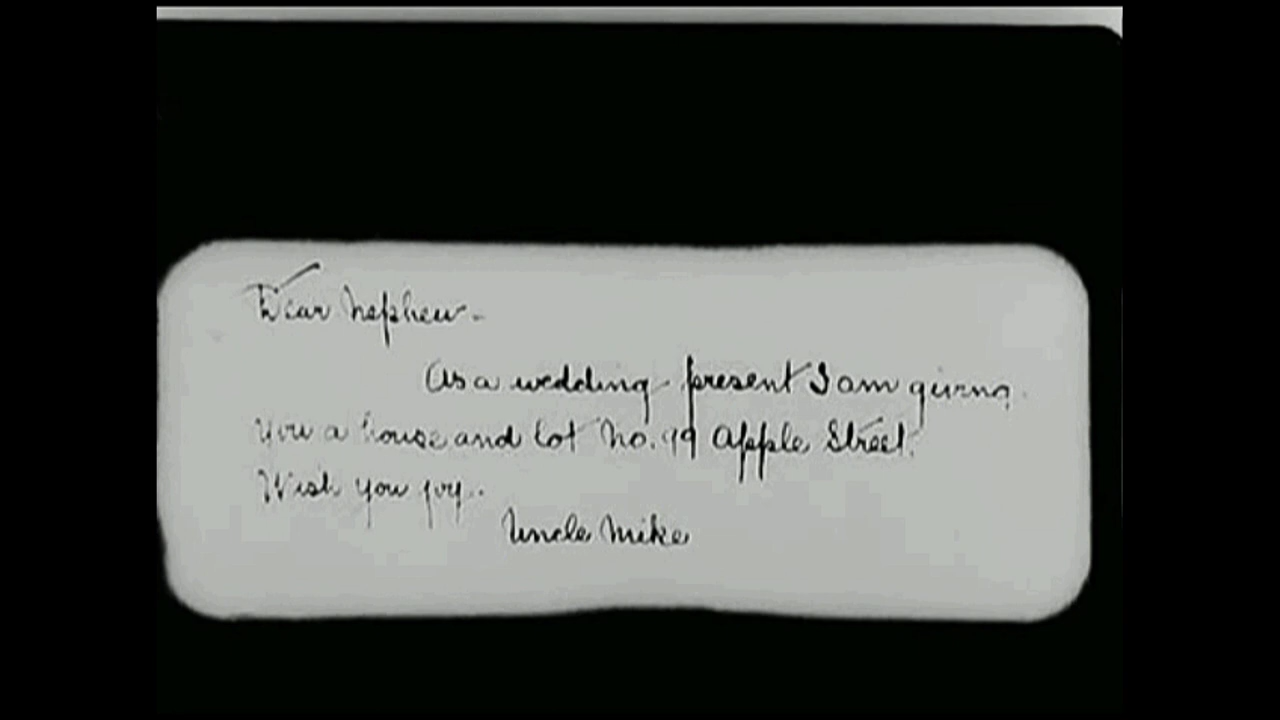 Dear Nephew -
As a wedding present I am giving
you a house and lot No. 99 Apple Street.
Wish you joy.
Uncle Mike